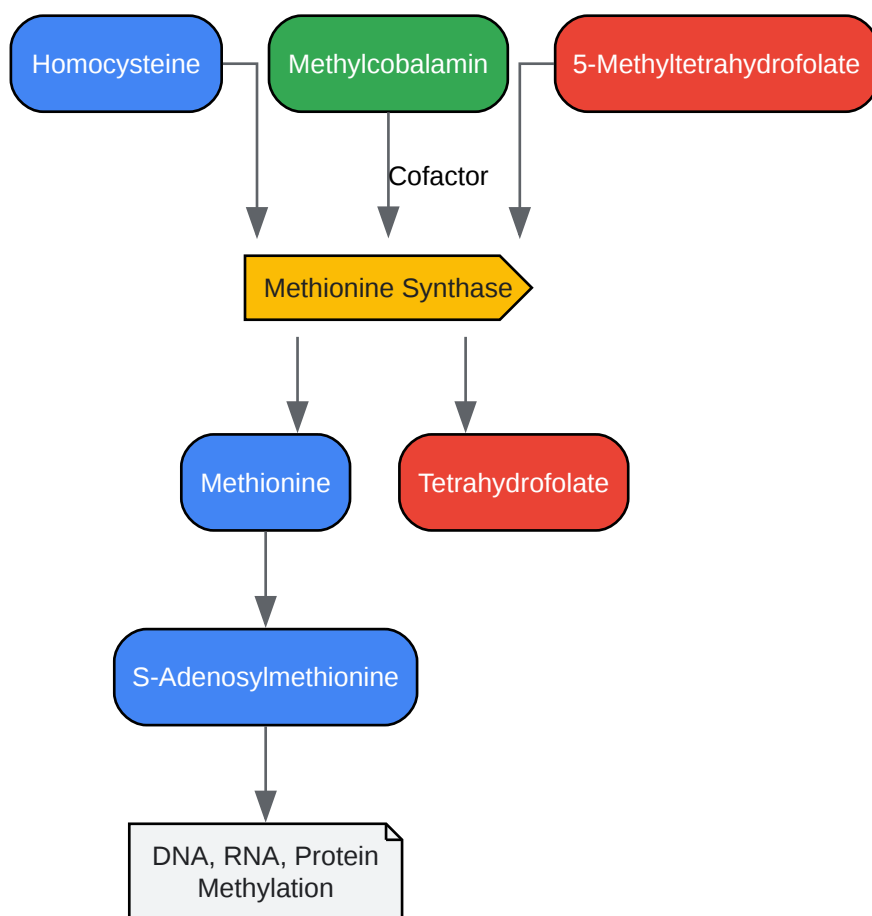 Homocysteine
Methylcobalamin
5-Methyltetrahydrofolate
Cofactor
Methionine Synthase
Methionine
Tetrahydrofolate
S-Adenosylmethionine
DNA, RNA, Protein
Methylation